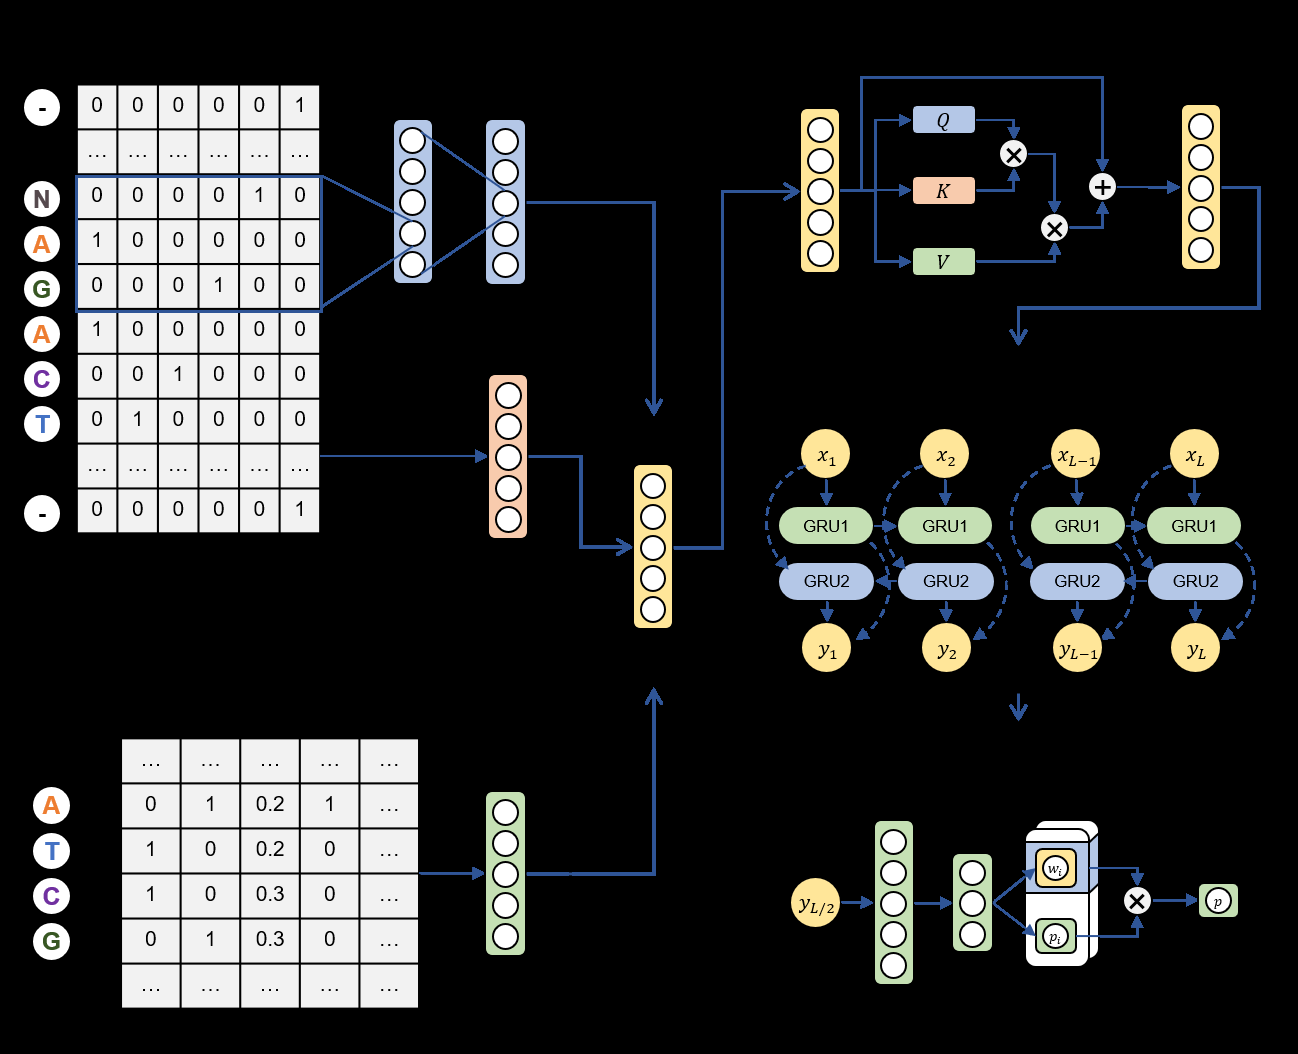 - 0 0 0 0 0 1
... ... ... ... ... ...
N 0 0 0 0 1 0
A 1 0 0 0 0 0
G 0 0 0 1 0 0
A 1 0 0 0 0 0
C 0 0 1 0 0 0
T 0 1 0 0 0 0
... ... ... ... ... ...
- 0 0 0 0 0 1
... ... ... ... ...
A 0 1 0.2 1 ...
T 1 0 0.2 0 ...
C 1 0 0.3 0 ...
G 0 1 0.3 0 ...
... ... ... ... ...
Q
K
V
×
×
+
x₁ x₂ x_{L−1} x_L
GRU1 GRU1 GRU1 GRU1
GRU2 GRU2 GRU2 GRU2
y₁ y₂ y_{L−1} y_L
y_{L/2}
w_i
p_i
×
p